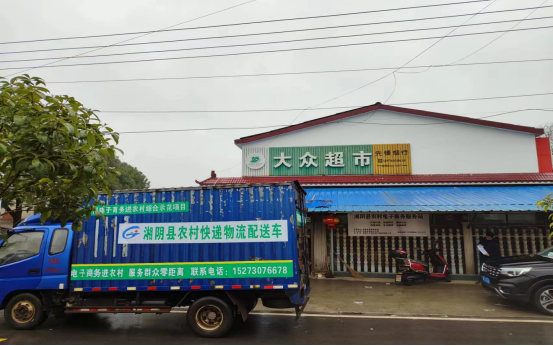 大众超市
电子商务进农村综合示范项目
湘阴县农村快递物流配送车
电子商务进农村 服务群众零距离 联系电话：15273076678